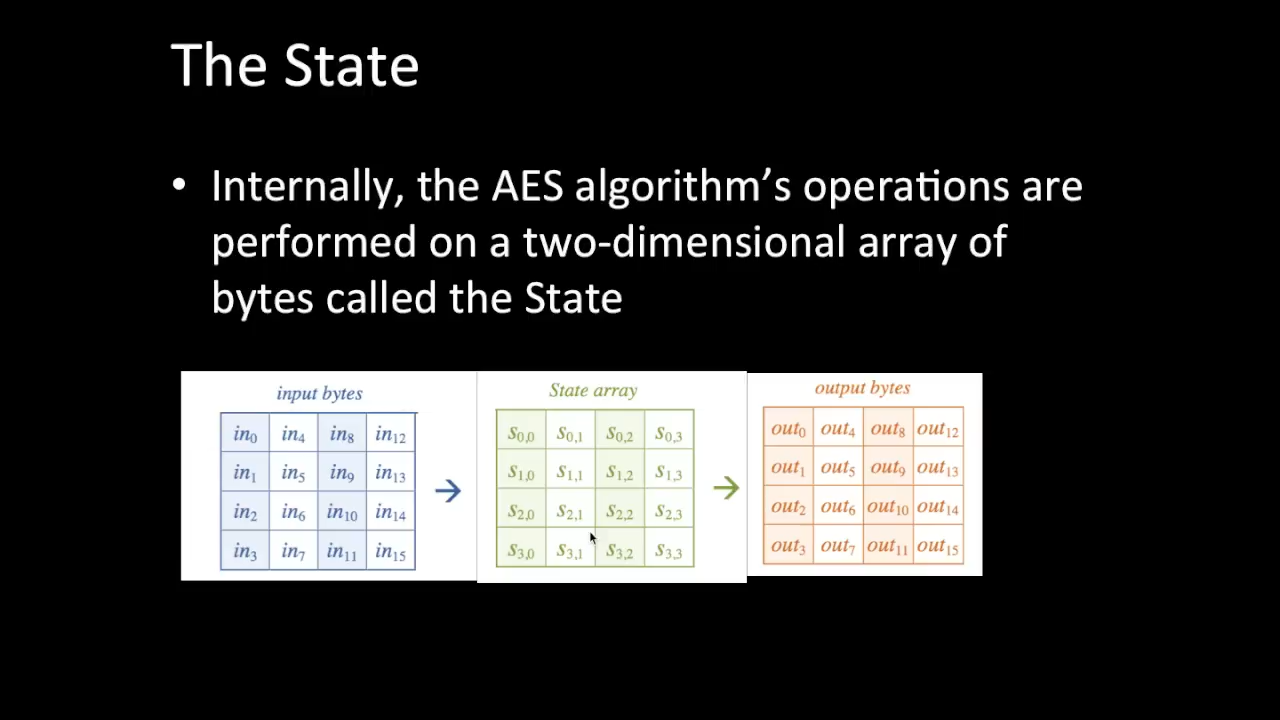 The State
• Internally, the AES algorithm’s operations are
performed on a two-dimensional array of
bytes called the State
input bytes
in0 in4 in8 in12
in1 in5 in9 in13
in2 in6 in10 in14
in3 in7 in11 in15
→
State array
s0,0 s0,1 s0,2 s0,3
s1,0 s1,1 s1,2 s1,3
s2,0 s2,1 s2,2 s2,3
s3,0 s3,1 s3,2 s3,3
→
output bytes
out0 out4 out8 out12
out1 out5 out9 out13
out2 out6 out10 out14
out3 out7 out11 out15